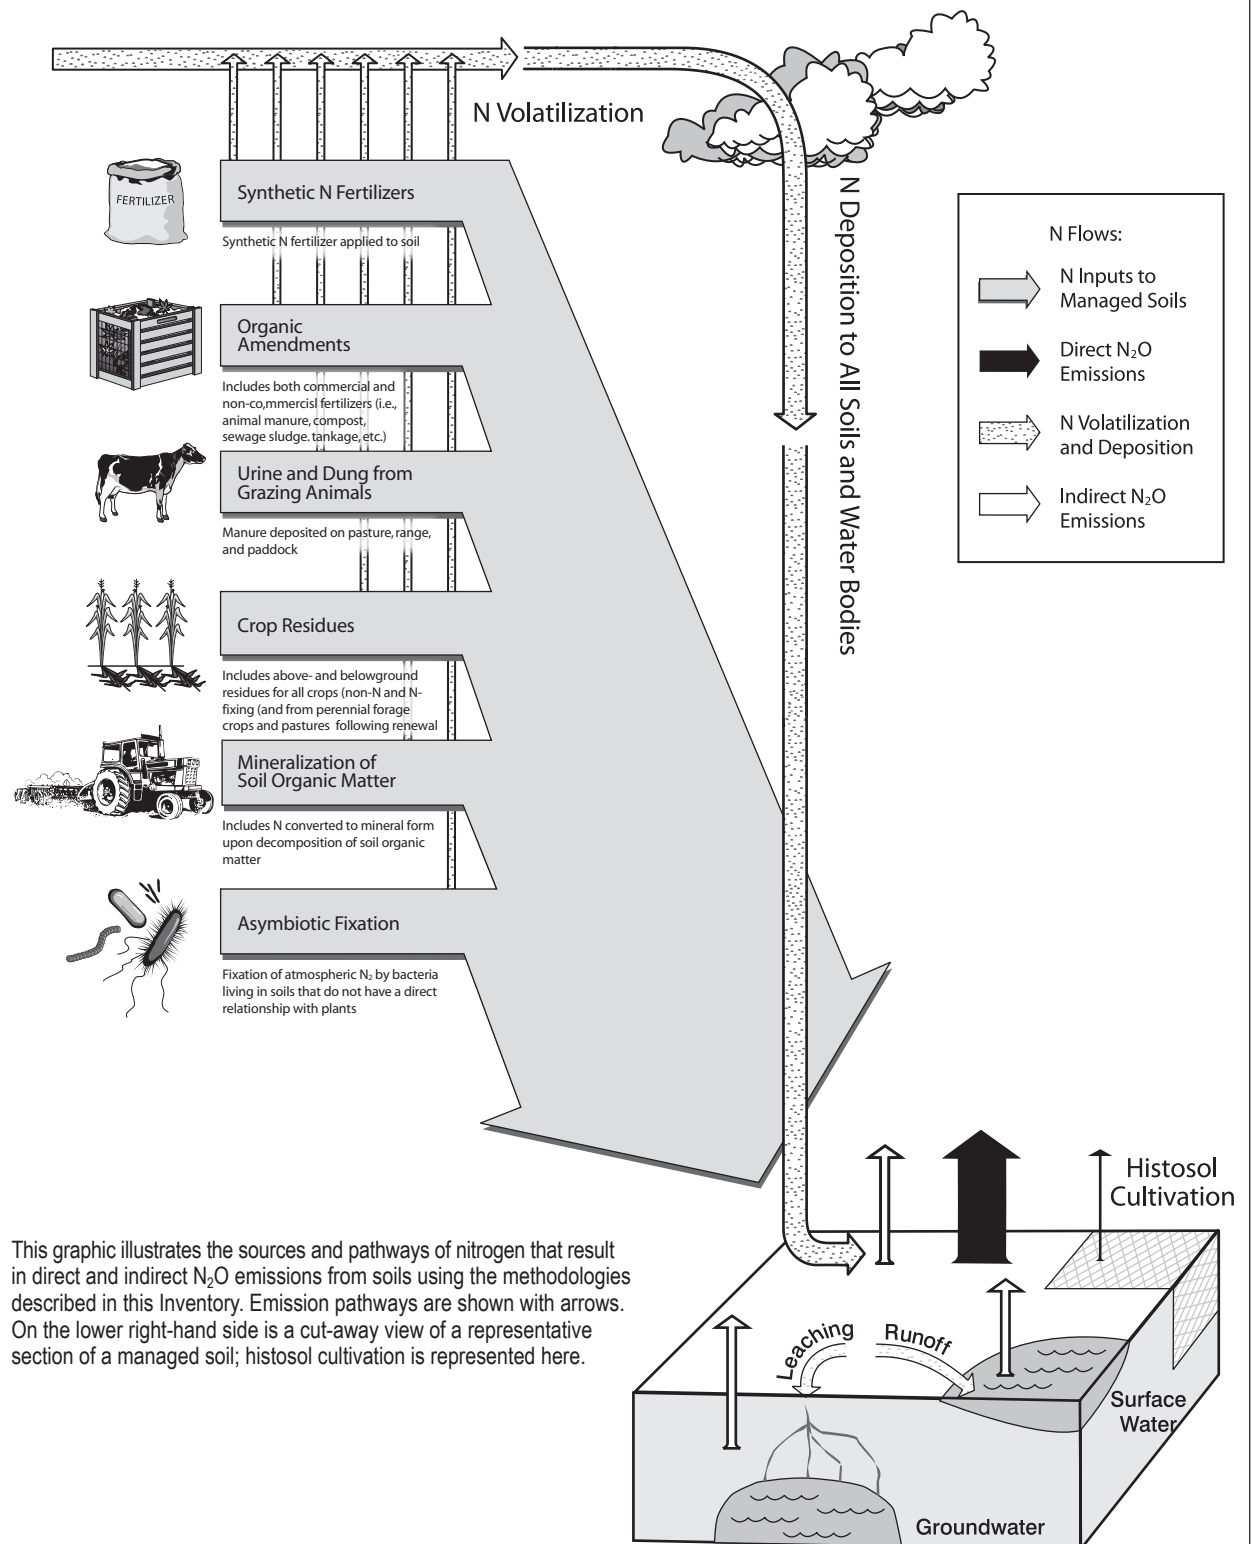 N Volatilization
FERTILIZER
Synthetic N Fertilizers
Synthetic N fertilizer applied to soil
Organic
Amendments
Includes both commercial and
non-co,mmercisl fertilizers (i.e.,
animal manure, compost,
sewage sludge. tankage, etc.)
Urine and Dung from
Grazing Animals
Manure deposited on pasture, range,
and paddock
Crop Residues
Includes above- and belowground
residues for all crops (non-N and N-
fixing (and from perennial forage
crops and pastures following renewal
Mineralization of
Soil Organic Matter
Includes N converted to mineral form
upon decomposition of soil organic
matter
Asymbiotic Fixation
Fixation of atmospheric N₂ by bacteria
living in soils that do not have a direct
relationship with plants
N Deposition to All Soils and Water Bodies
N Flows:
N Inputs to
Managed Soils
Direct N₂O
Emissions
N Volatilization
and Deposition
Indirect N₂O
Emissions
This graphic illustrates the sources and pathways of nitrogen that result
in direct and indirect N₂O emissions from soils using the methodologies
described in this Inventory. Emission pathways are shown with arrows.
On the lower right-hand side is a cut-away view of a representative
section of a managed soil; histosol cultivation is represented here.
Histosol
Cultivation
Leaching
Runoff
Surface
Water
Groundwater